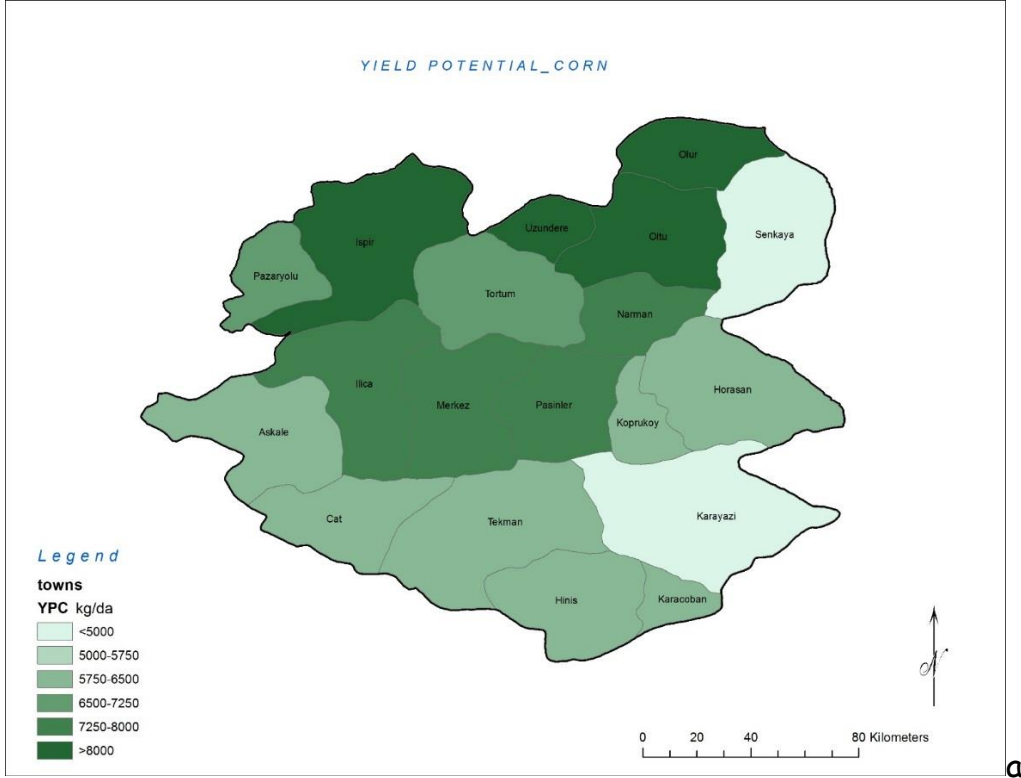 YIELD POTENTIAL_CORN
Olur
Ispir
Uzundere
Oltu
Senkaya
Pazaryolu
Tortum
Narman
Ilica
Merkez
Pasinler
Horasan
Koprukoy
Askale
Cat
Tekman
Karayazi
Hinis
Karacoban
Legend
towns
YPC kg/da
<5000
5000-5750
5750-6500
6500-7250
7250-8000
>8000
N
0 20 40 80 Kilometers
a